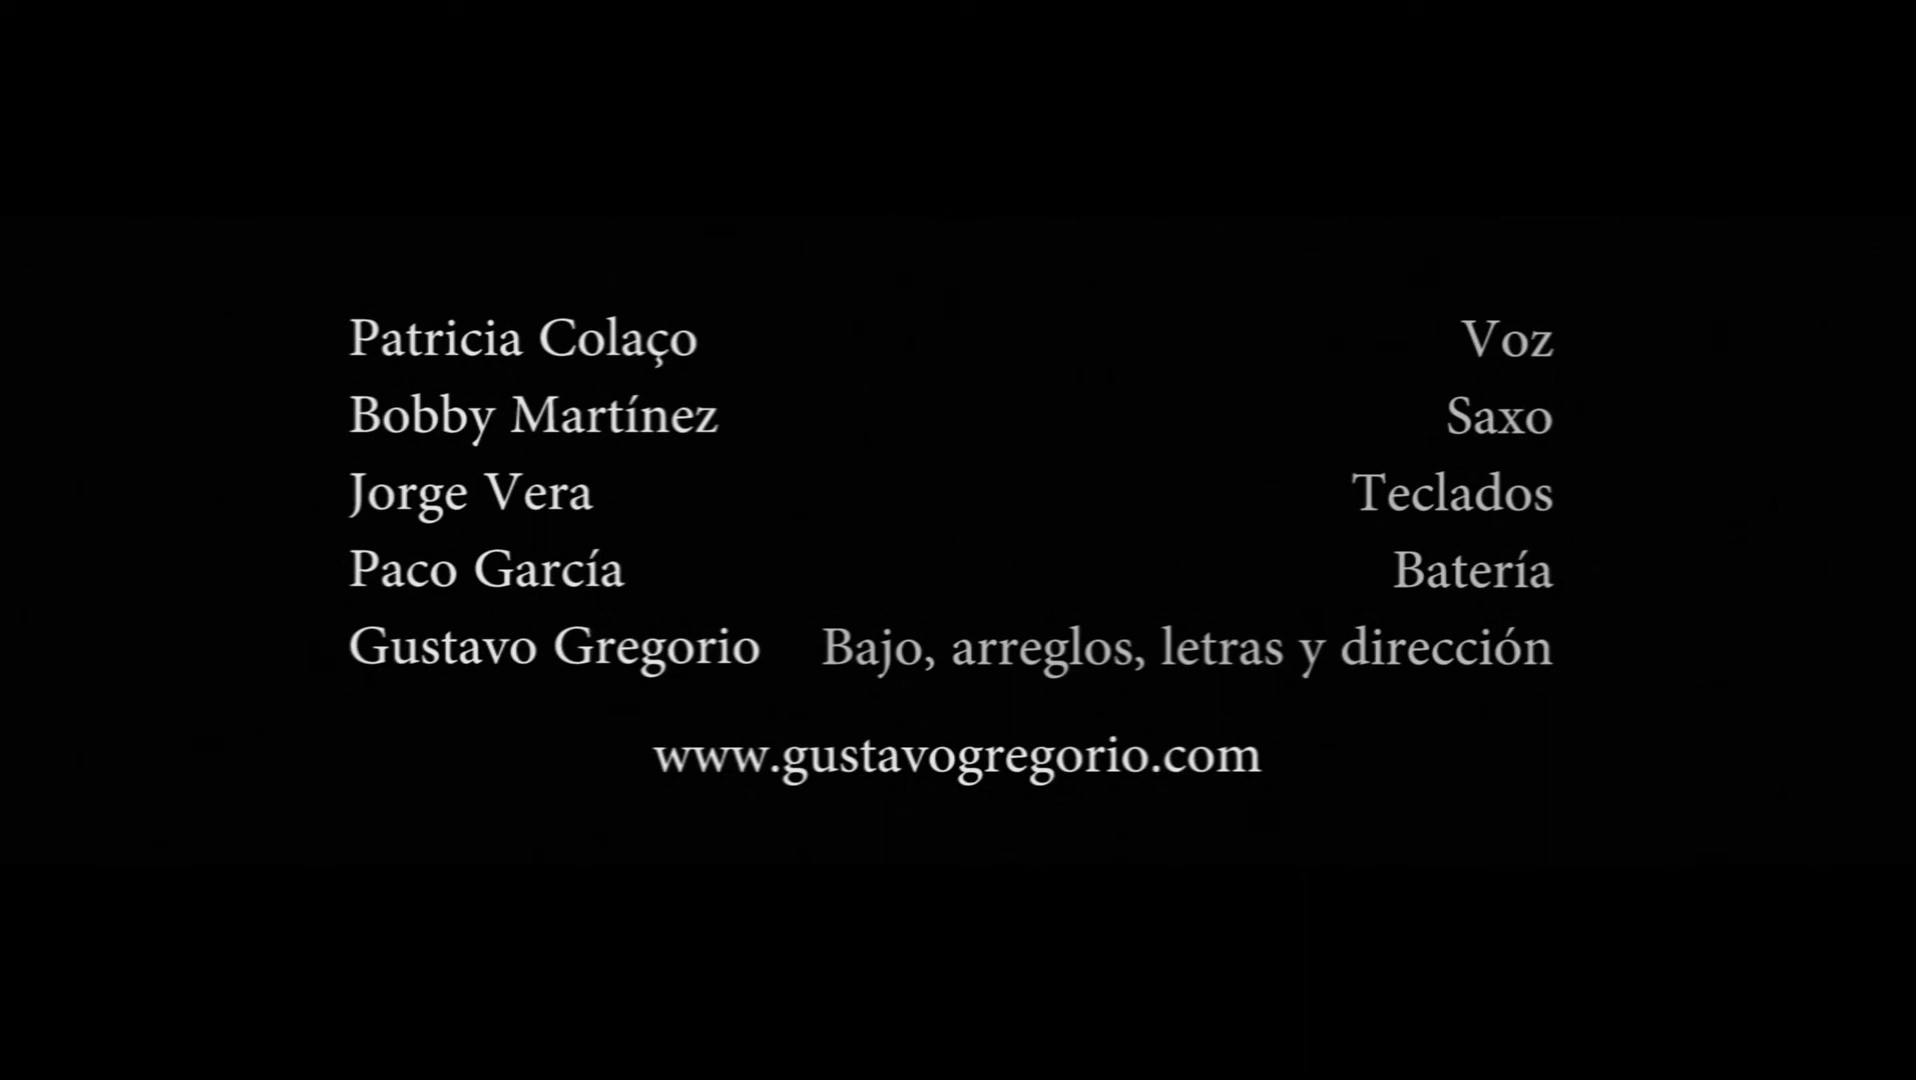 Patricia Colaço Voz
Bobby Martínez Saxo
Jorge Vera Teclados
Paco García Batería
Gustavo Gregorio Bajo, arreglos, letras y dirección
www.gustavogregorio.com